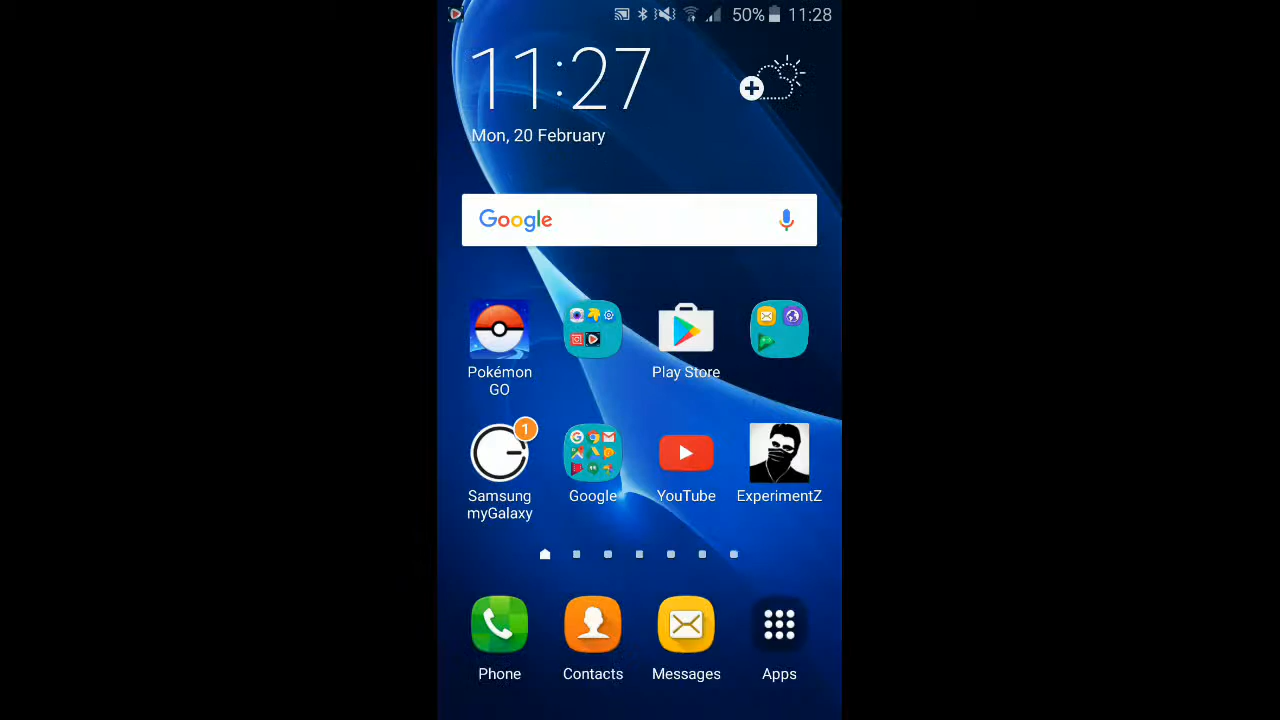 50% 11:28
11:27
Mon, 20 February
Google
Pokémon
GO
Play Store
1
Samsung
myGalaxy
Google
YouTube
ExperimentZ
Phone
Contacts
Messages
Apps